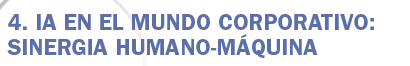 4. IA EN EL MUNDO CORPORATIVO:
SINERGIA HUMANO-MÁQUINA